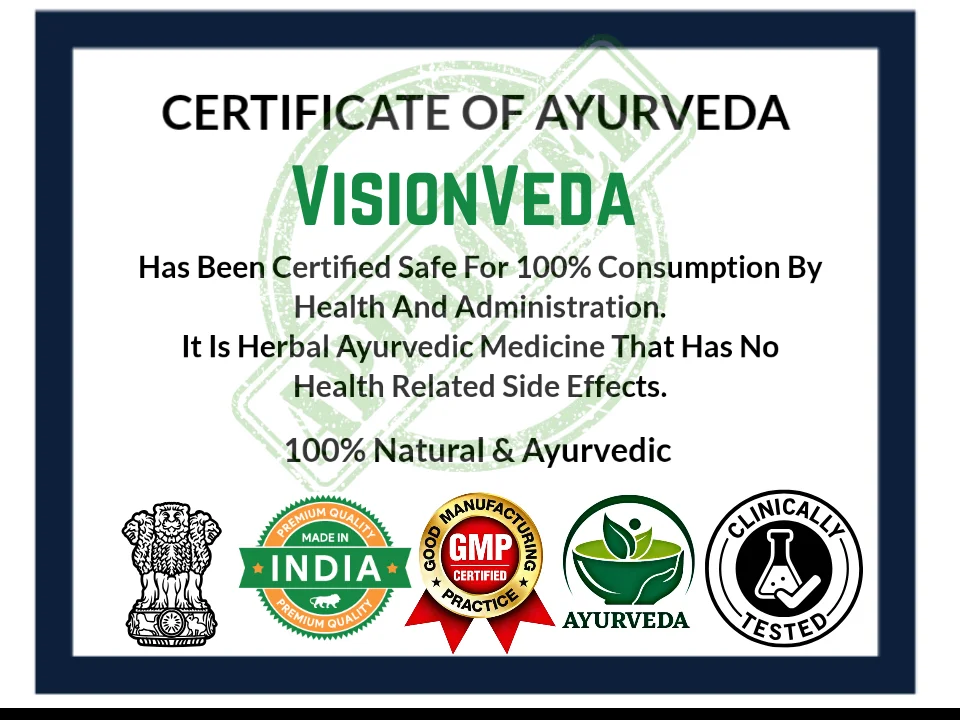 CERTIFICATE OF AYURVEDA
VISIONVEDA
Has Been Certified Safe For 100% Consumption By
Health And Administration.
It Is Herbal Ayurvedic Medicine That Has No
Health Related Side Effects.
100% Natural & Ayurvedic
APPROVED
PREMIUM QUALITY
MADE IN
INDIA
PREMIUM QUALITY
GOOD MANUFACTURING
GMP
CERTIFIED
PRACTICE
AYURVEDA
CLINICALLY
TESTED